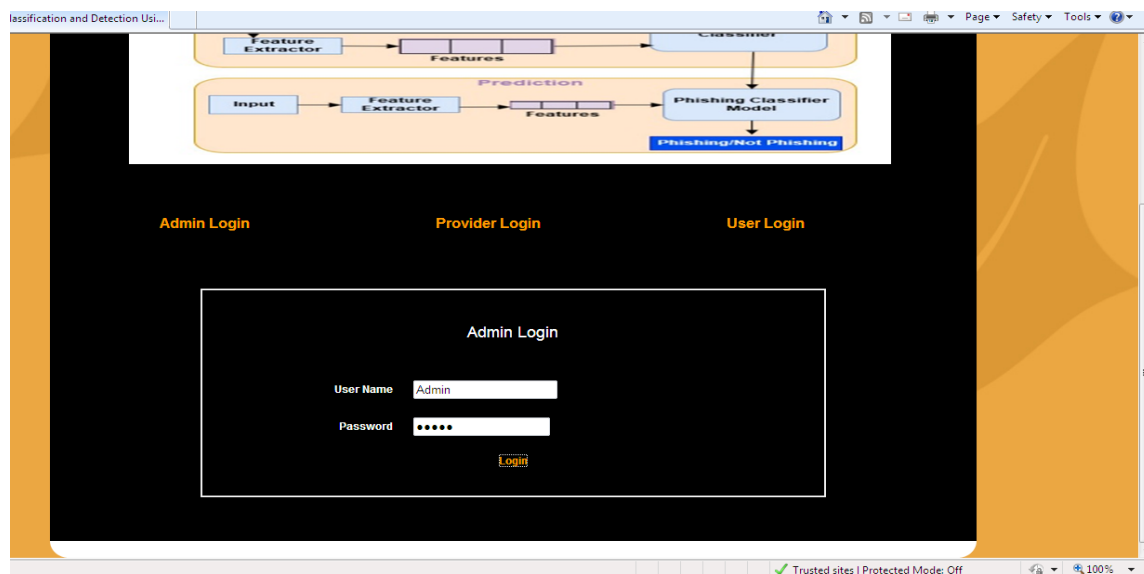 lassification and Detection Usi...
Page Safety Tools
Feature
Extractor
Features
Classifier
Prediction
Input
Feature
Extractor
Features
Phishing Classifier
Model
Phishing/Not Phishing
Admin Login Provider Login User Login
Admin Login
User Name Admin
Password •••••
Login
Trusted sites | Protected Mode: Off 100%